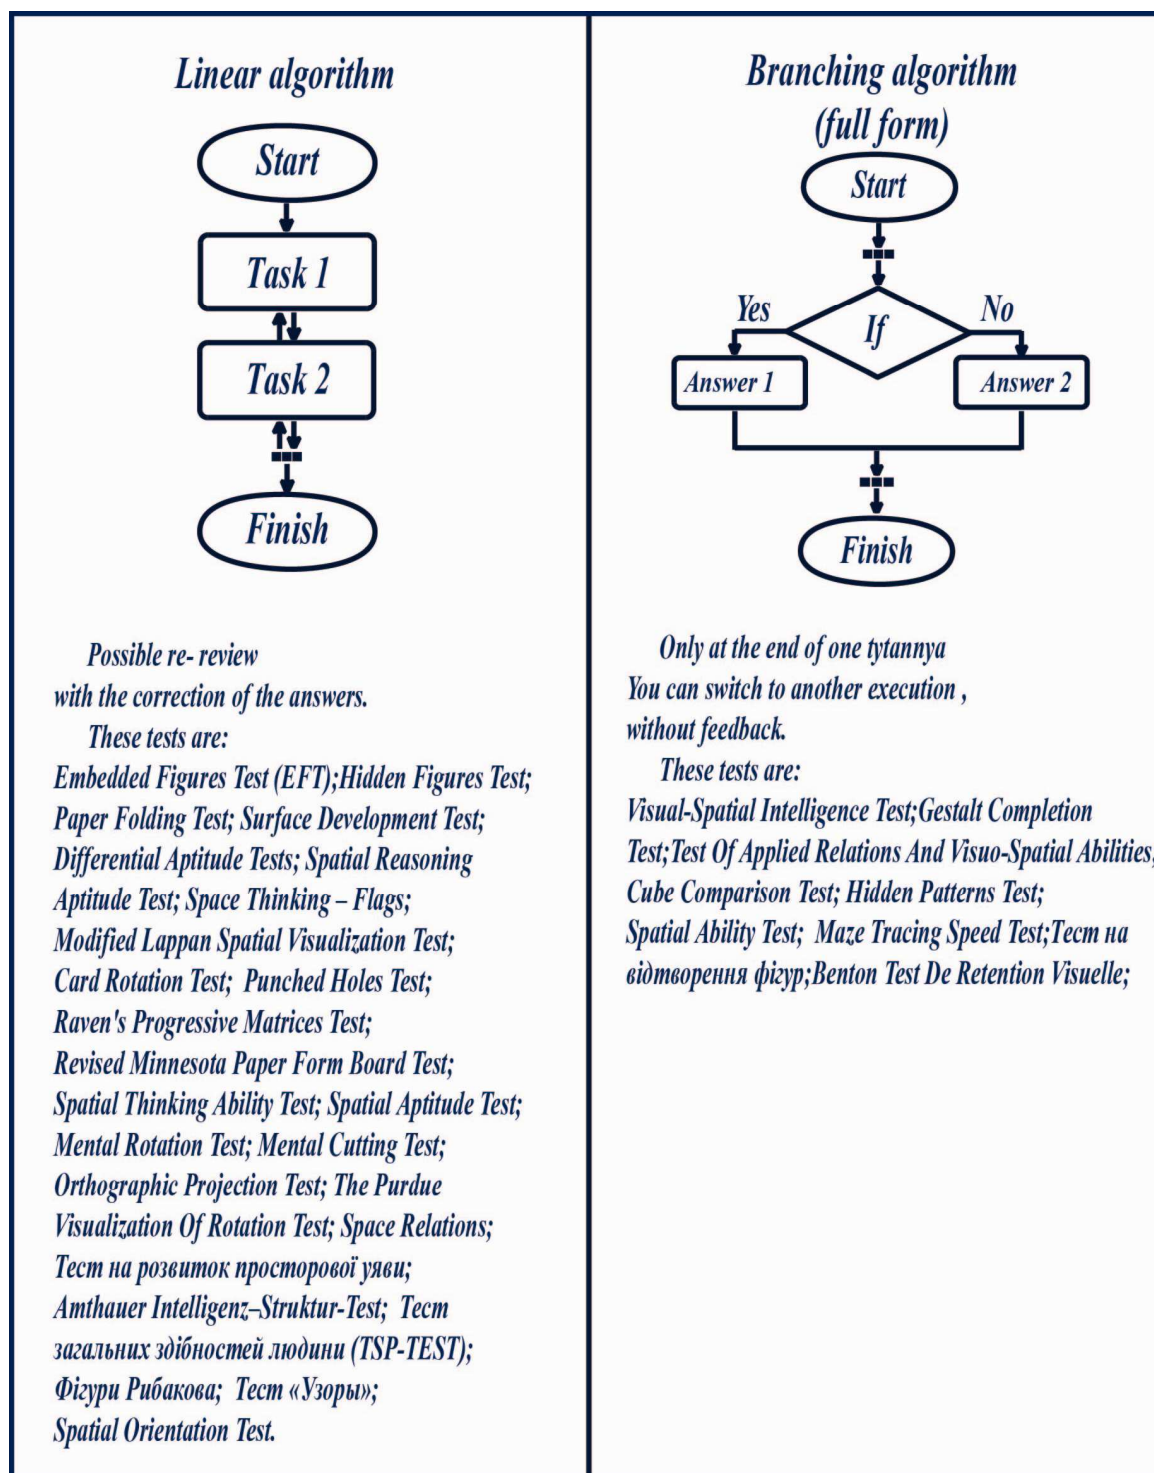 Linear algorithm
Start
Task 1
Task 2
Finish
Possible re- review
with the correction of the answers.
These tests are:
Embedded Figures Test (EFT);Hidden Figures Test;
Paper Folding Test; Surface Development Test;
Differential Aptitude Tests; Spatial Reasoning
Aptitude Test; Space Thinking – Flags;
Modified Lappan Spatial Visualization Test;
Card Rotation Test; Punched Holes Test;
Raven's Progressive Matrices Test;
Revised Minnesota Paper Form Board Test;
Spatial Thinking Ability Test; Spatial Aptitude Test;
Mental Rotation Test; Mental Cutting Test;
Orthographic Projection Test; The Purdue
Visualization Of Rotation Test; Space Relations;
Тест на розвиток просторової уяви;
Amthauer Intelligenz–Struktur-Test; Тест
загальних здібностей людини (TSP-TEST);
Фігури Рибакова; Тест «Узоры»;
Spatial Orientation Test.
Branching algorithm
(full form)
Start
Yes
If
No
Answer 1
Answer 2
Finish
Only at the end of one tytannya
You can switch to another execution ,
without feedback.
These tests are:
Visual-Spatial Intelligence Test;Gestalt Completion
Test;Test Of Applied Relations And Visuo-Spatial Abilities;
Cube Comparison Test; Hidden Patterns Test;
Spatial Ability Test; Maze Tracing Speed Test;Тест на
відтворення фігур;Benton Test De Retention Visuelle;